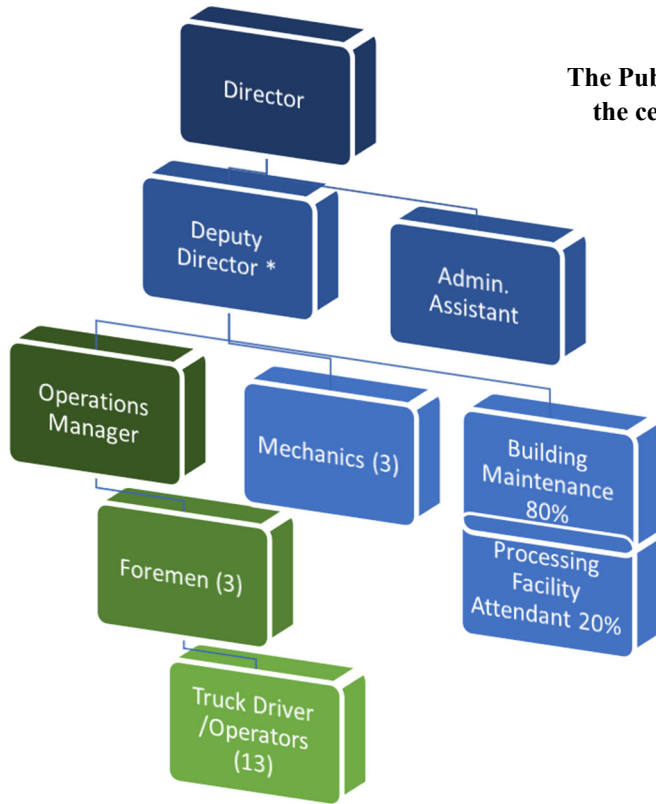 Director
The Pub
the ce
Deputy
Director *
Admin.
Assistant
Operations
Manager
Mechanics (3)
Building
Maintenance
80%
Processing
Facility
Attendant 20%
Foremen (3)
Truck Driver
/Operators
(13)